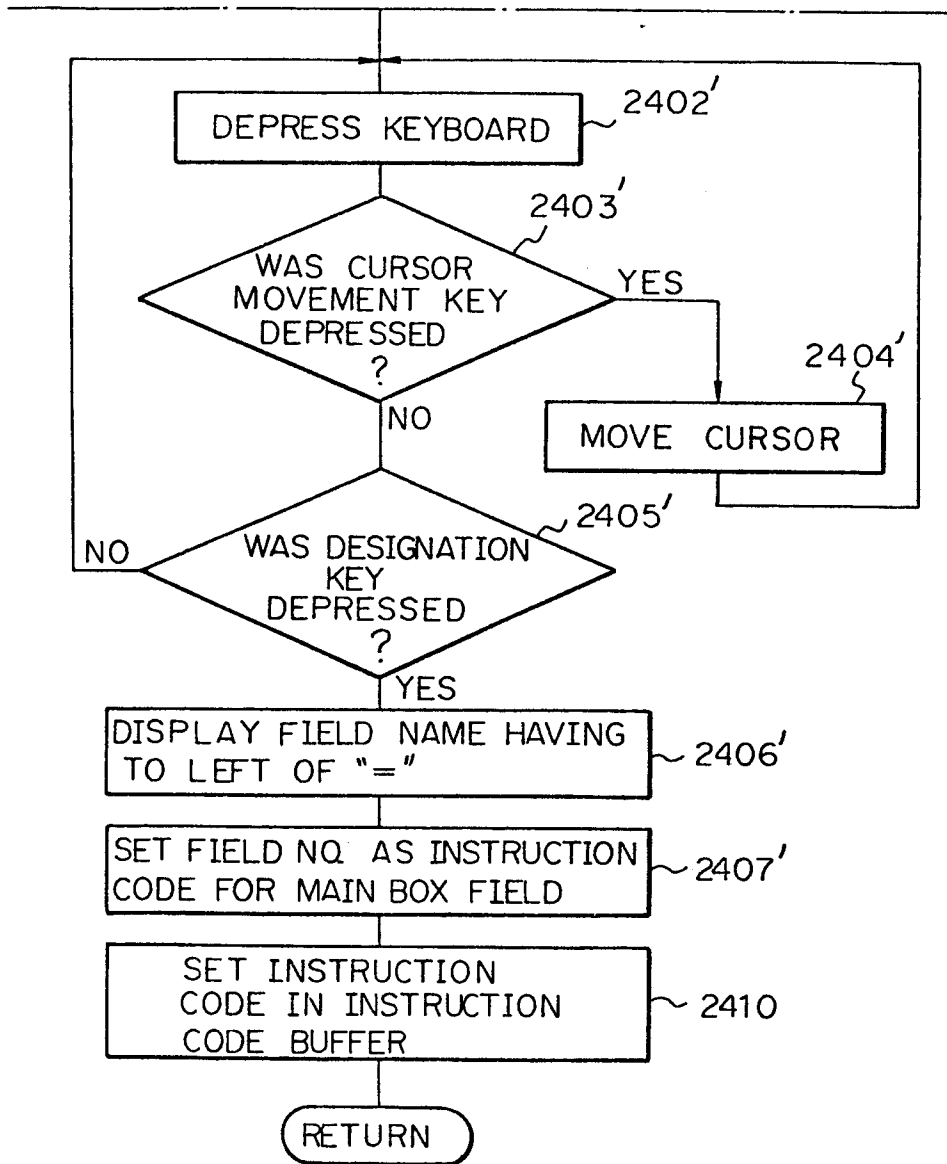 DEPRESS KEYBOARD
2402'
2403'
WAS CURSOR
MOVEMENT KEY
DEPRESSED
?
YES
2404'
MOVE CURSOR
NO
2405'
WAS DESIGNATION
KEY
DEPRESSED
?
NO
YES
DISPLAY FIELD NAME HAVING
TO LEFT OF "="
2406'
SET FIELD NO. AS INSTRUCTION
CODE FOR MAIN BOX FIELD
2407'
SET INSTRUCTION
CODE IN INSTRUCTION
CODE BUFFER
2410
RETURN